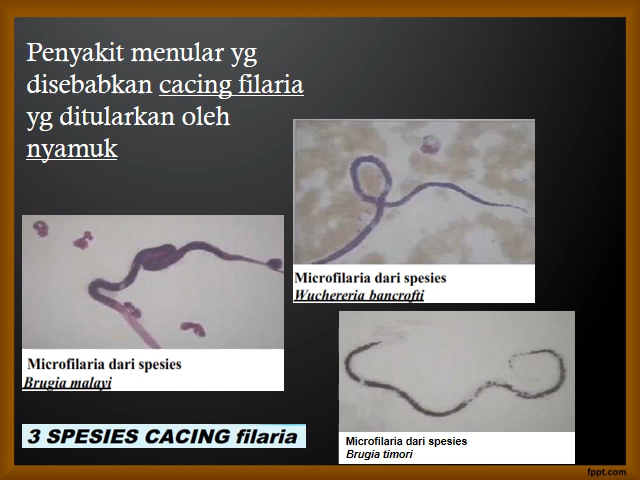 Penyakit menular yg
disebabkan cacing filaria
yg ditularkan oleh
nyamuk
Microfilaria dari spesies
Wuchereria bancrofti
Microfilaria dari spesies
Brugia malayi
3 SPESIES CACING filaria
Microfilaria dari spesies
Brugia timori
fppt.com